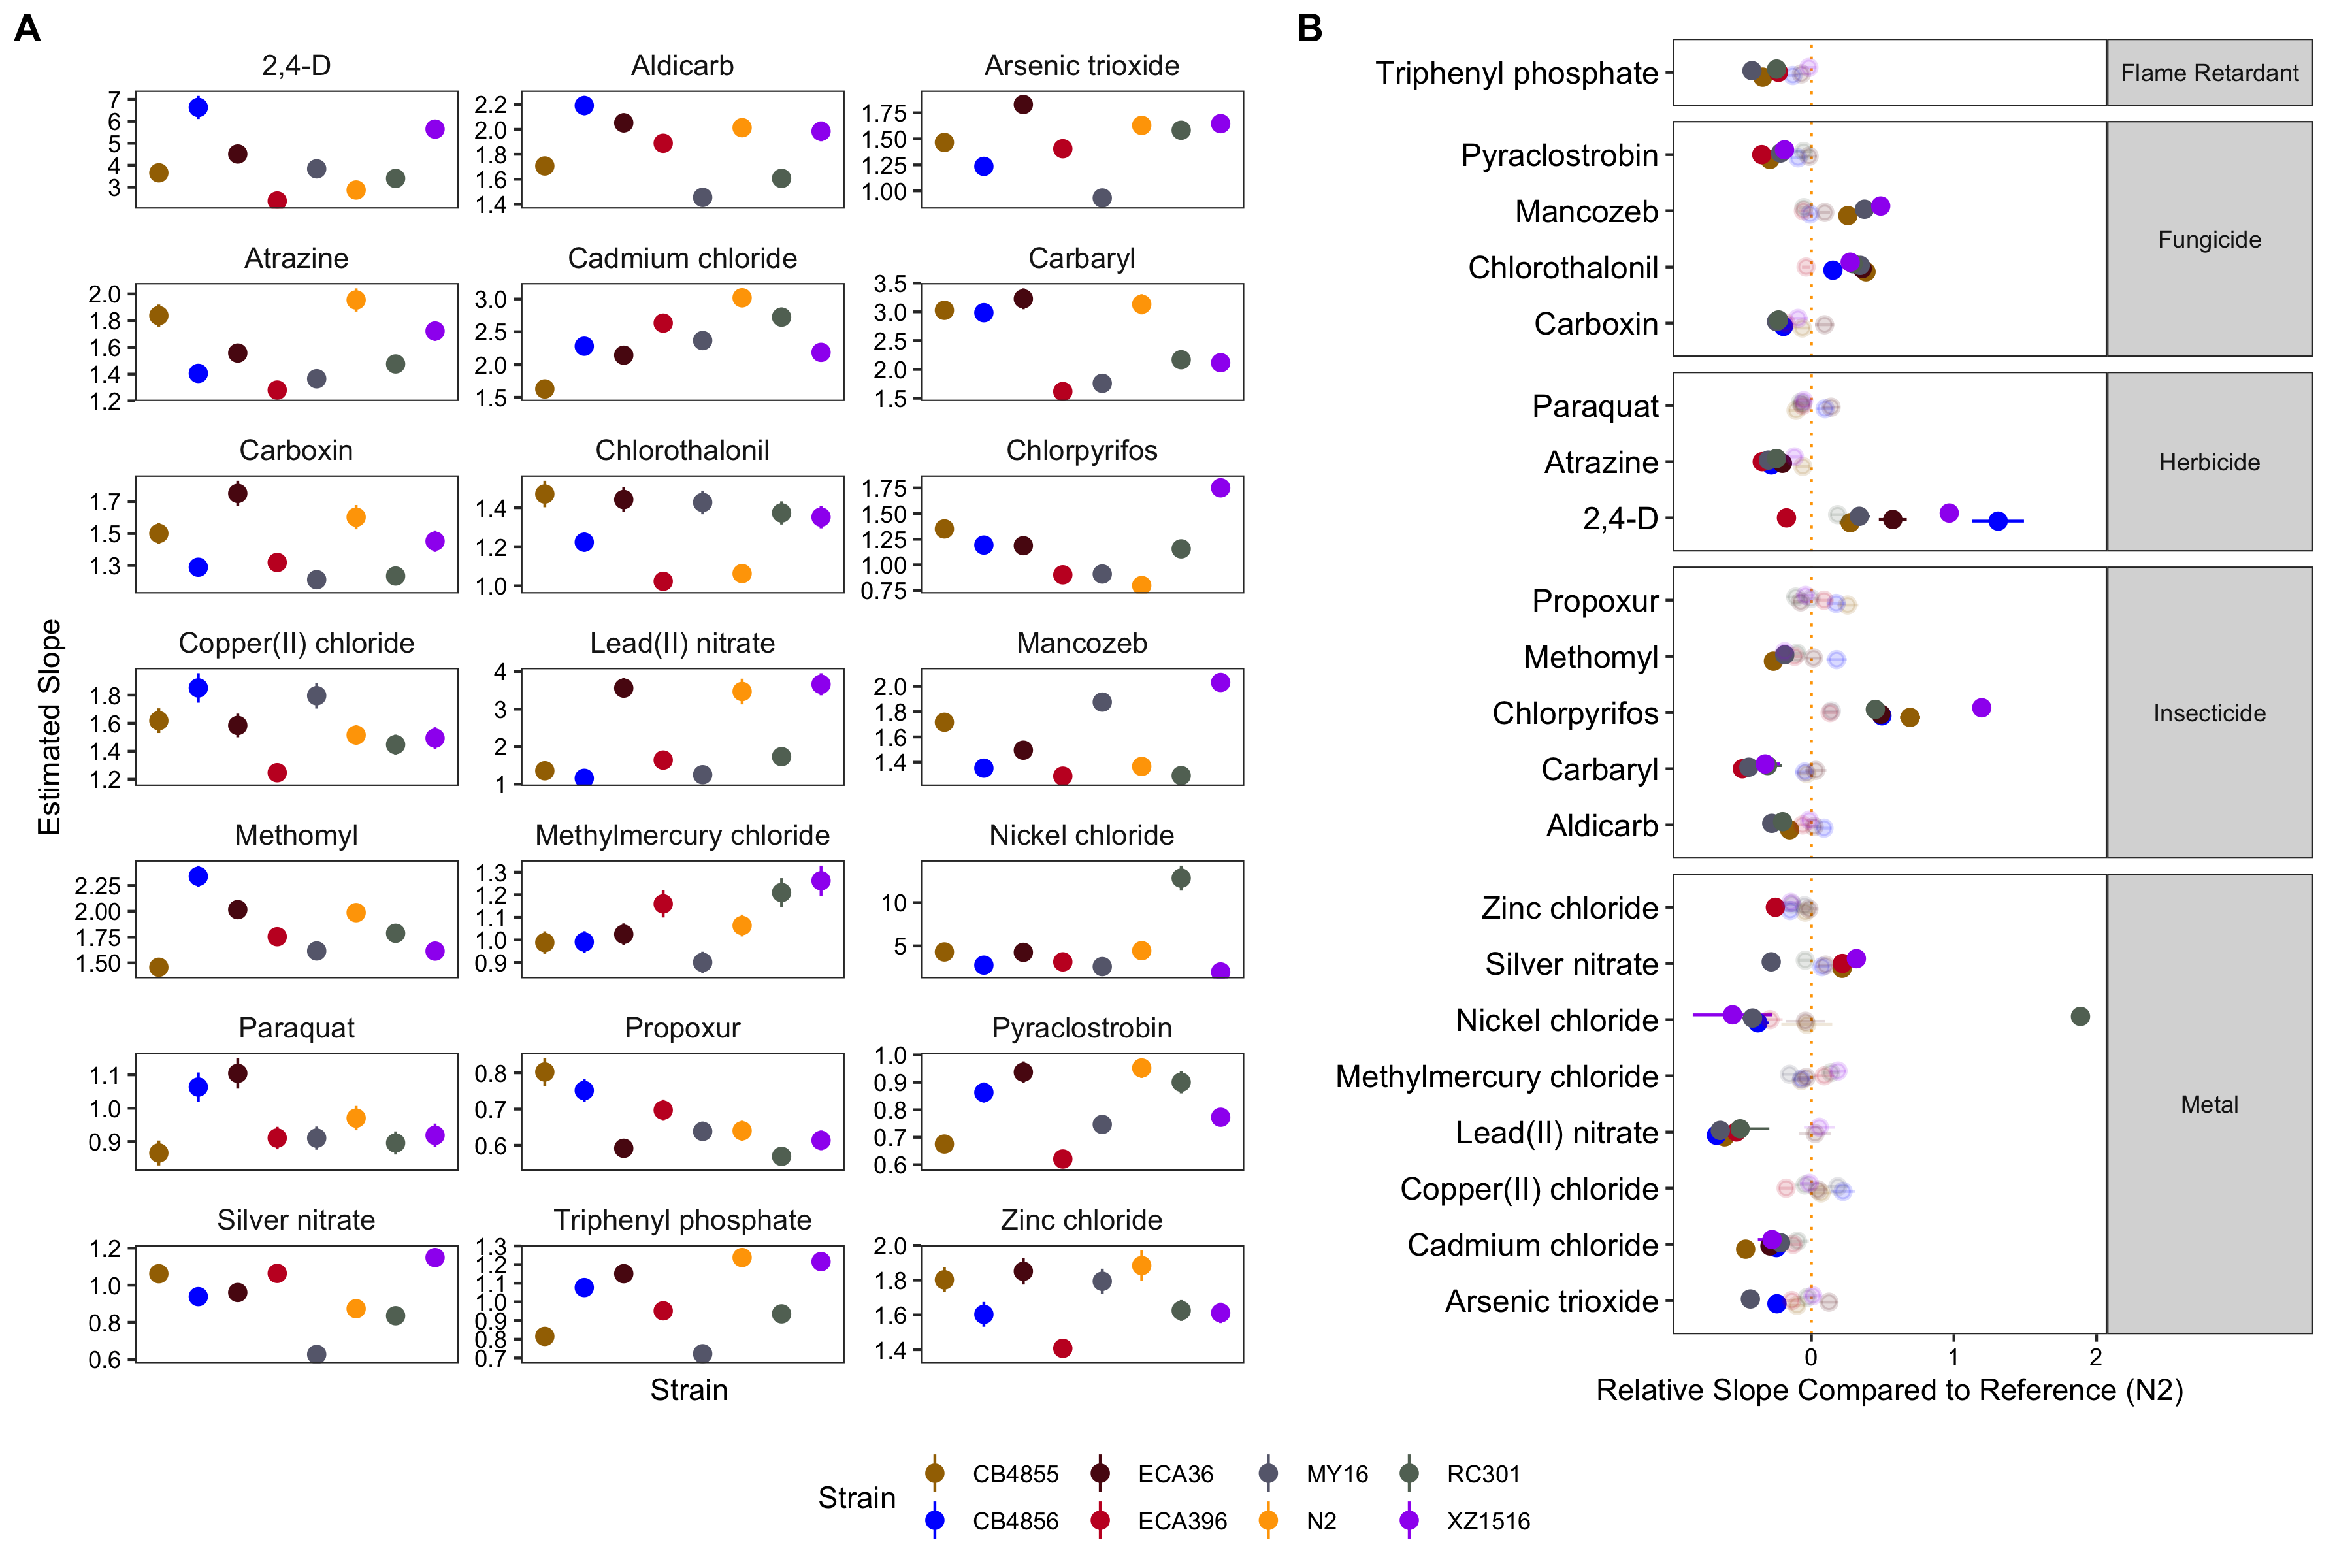 A
2,4-D
Aldicarb
Arsenic trioxide
7
6
5
4
3
2.2
2.0
1.8
1.6
1.4
1.75
1.50
1.25
1.00
Atrazine
Cadmium chloride
Carbaryl
2.0
1.8
1.6
1.4
1.2
3.0
2.5
2.0
1.5
3.5
3.0
2.5
2.0
1.5
Carboxin
Chlorothalonil
Chlorpyrifos
1.7
1.5
1.3
1.4
1.2
1.0
1.75
1.50
1.25
1.00
0.75
Copper(II) chloride
Lead(II) nitrate
Mancozeb
1.8
1.6
1.4
1.2
4
3
2
1
2.0
1.8
1.6
1.4
Methomyl
Methylmercury chloride
Nickel chloride
2.25
2.00
1.75
1.50
1.3
1.2
1.1
1.0
0.9
10
5
Paraquat
Propoxur
Pyraclostrobin
1.1
1.0
0.9
0.8
0.7
0.6
1.0
0.9
0.8
0.7
0.6
Silver nitrate
Triphenyl phosphate
Zinc chloride
1.2
1.0
0.8
0.6
1.3
1.2
1.1
1.0
0.9
0.8
0.7
2.0
1.8
1.6
1.4
Estimated Slope
Strain
B
Triphenyl phosphate
Flame Retardant
Pyraclostrobin
Mancozeb
Chlorothalonil
Carboxin
Fungicide
Paraquat
Atrazine
2,4-D
Herbicide
Propoxur
Methomyl
Chlorpyrifos
Carbaryl
Aldicarb
Insecticide
Zinc chloride
Silver nitrate
Nickel chloride
Methylmercury chloride
Lead(II) nitrate
Copper(II) chloride
Cadmium chloride
Arsenic trioxide
Metal
0 1 2
Relative Slope Compared to Reference (N2)
Strain
CB4855 ECA36 MY16 RC301
CB4856 ECA396 N2 XZ1516